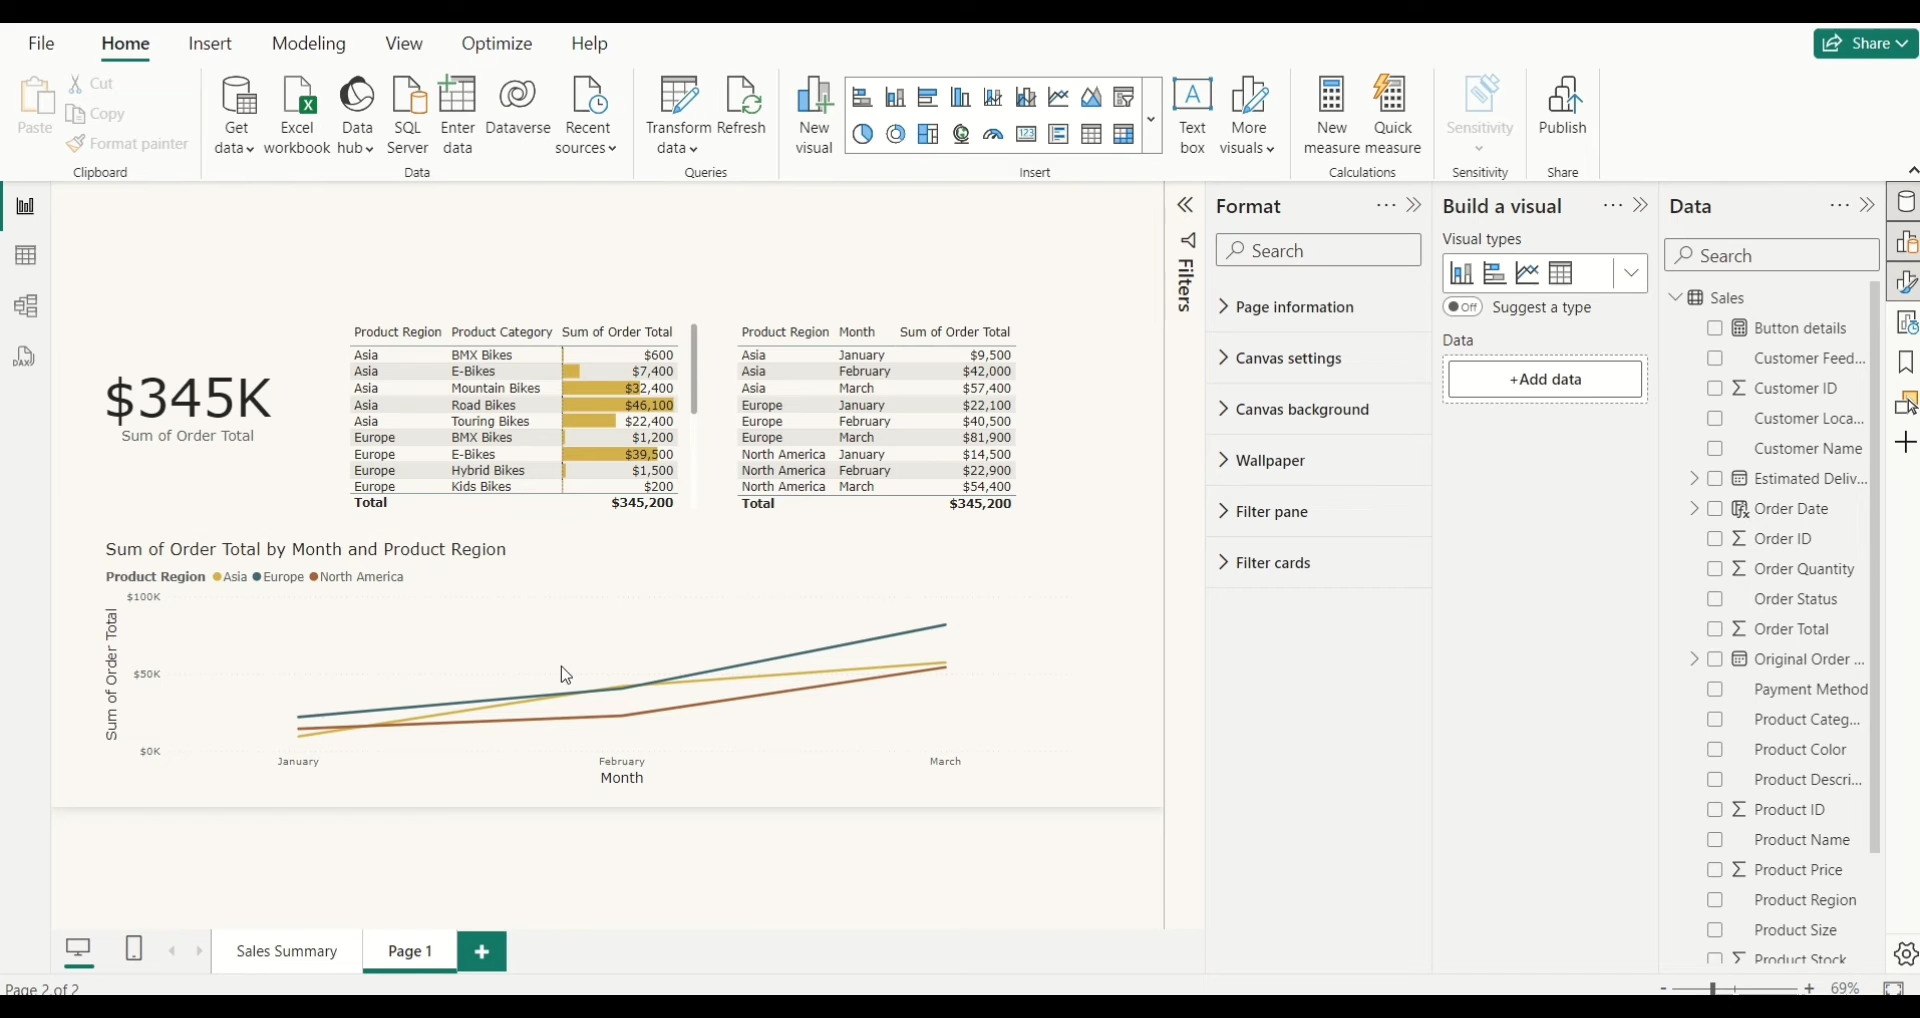 File Home Insert Modeling View Optimize Help Share
Paste Cut
Copy
Format painter
Clipboard
Get data
Excel workbook
Data hub
SQL Server
Enter data
Dataverse
Recent sources
Data
Transform data
Refresh
Queries
New visual
Text box
More visuals
Insert
New measure
Quick measure
Calculations
Sensitivity
Sensitivity
Publish
Share
$345K
Sum of Order Total
Product Region Product Category Sum of Order Total
Asia BMX Bikes $600
Asia E-Bikes $7,400
Asia Mountain Bikes $32,400
Asia Road Bikes $46,100
Asia Touring Bikes $22,400
Europe BMX Bikes $1,200
Europe E-Bikes $39,500
Europe Hybrid Bikes $1,500
Europe Kids Bikes $200
Total $345,200
Product Region Month Sum of Order Total
Asia January $9,500
Asia February $42,000
Asia March $57,400
Europe January $22,100
Europe February $40,500
Europe March $81,900
North America January $14,500
North America February $22,900
North America March $54,400
Total $345,200
Sum of Order Total by Month and Product Region
Product Region Asia Europe North America
$100K
$50K
$0K
Sum of Order Total
January February March
Month
Filters
Format
Search
Page information
Canvas settings
Canvas background
Wallpaper
Filter pane
Filter cards
Build a visual
Visual types
Off Suggest a type
Data
+Add data
Data
Search
Sales
Button details
Customer Feed...
Customer ID
Customer Loca...
Customer Name
Estimated Deliv...
Order Date
Order ID
Order Quantity
Order Status
Order Total
Original Order ...
Payment Method
Product Categ...
Product Color
Product Descri...
Product ID
Product Name
Product Price
Product Region
Product Size
Product Stock
Sales Summary Page 1 +
Page 2 of 2
- + 69%